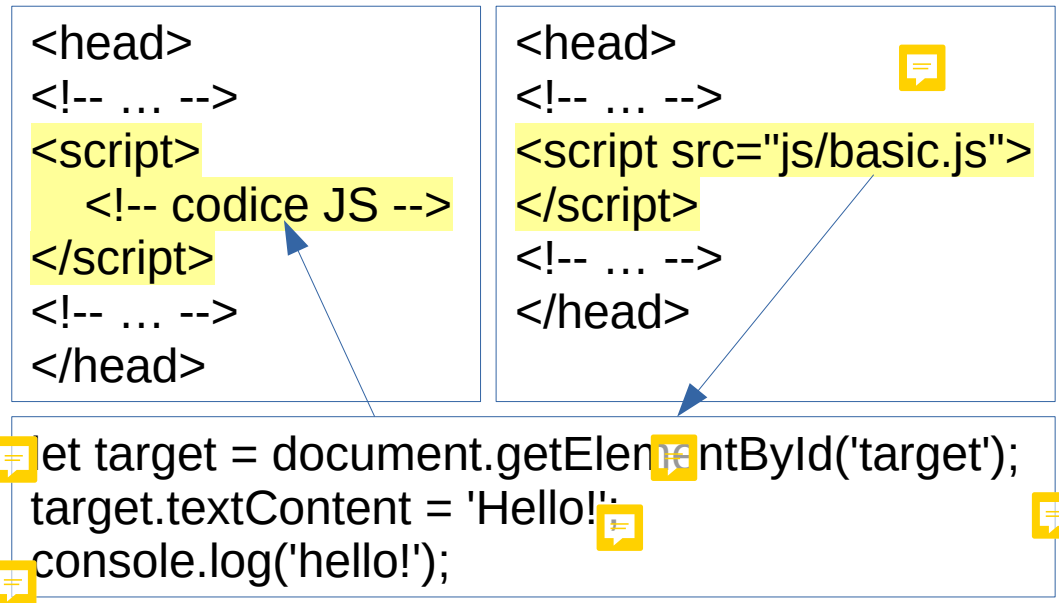 <head>
<!-- … -->
<script>
<!-- codice JS -->
</script>
<!-- … -->
</head>
<head>
<!-- … -->
<script src="js/basic.js">
</script>
<!-- … -->
</head>
let target = document.getElementById('target');
target.textContent = 'Hello!';
console.log('hello!');